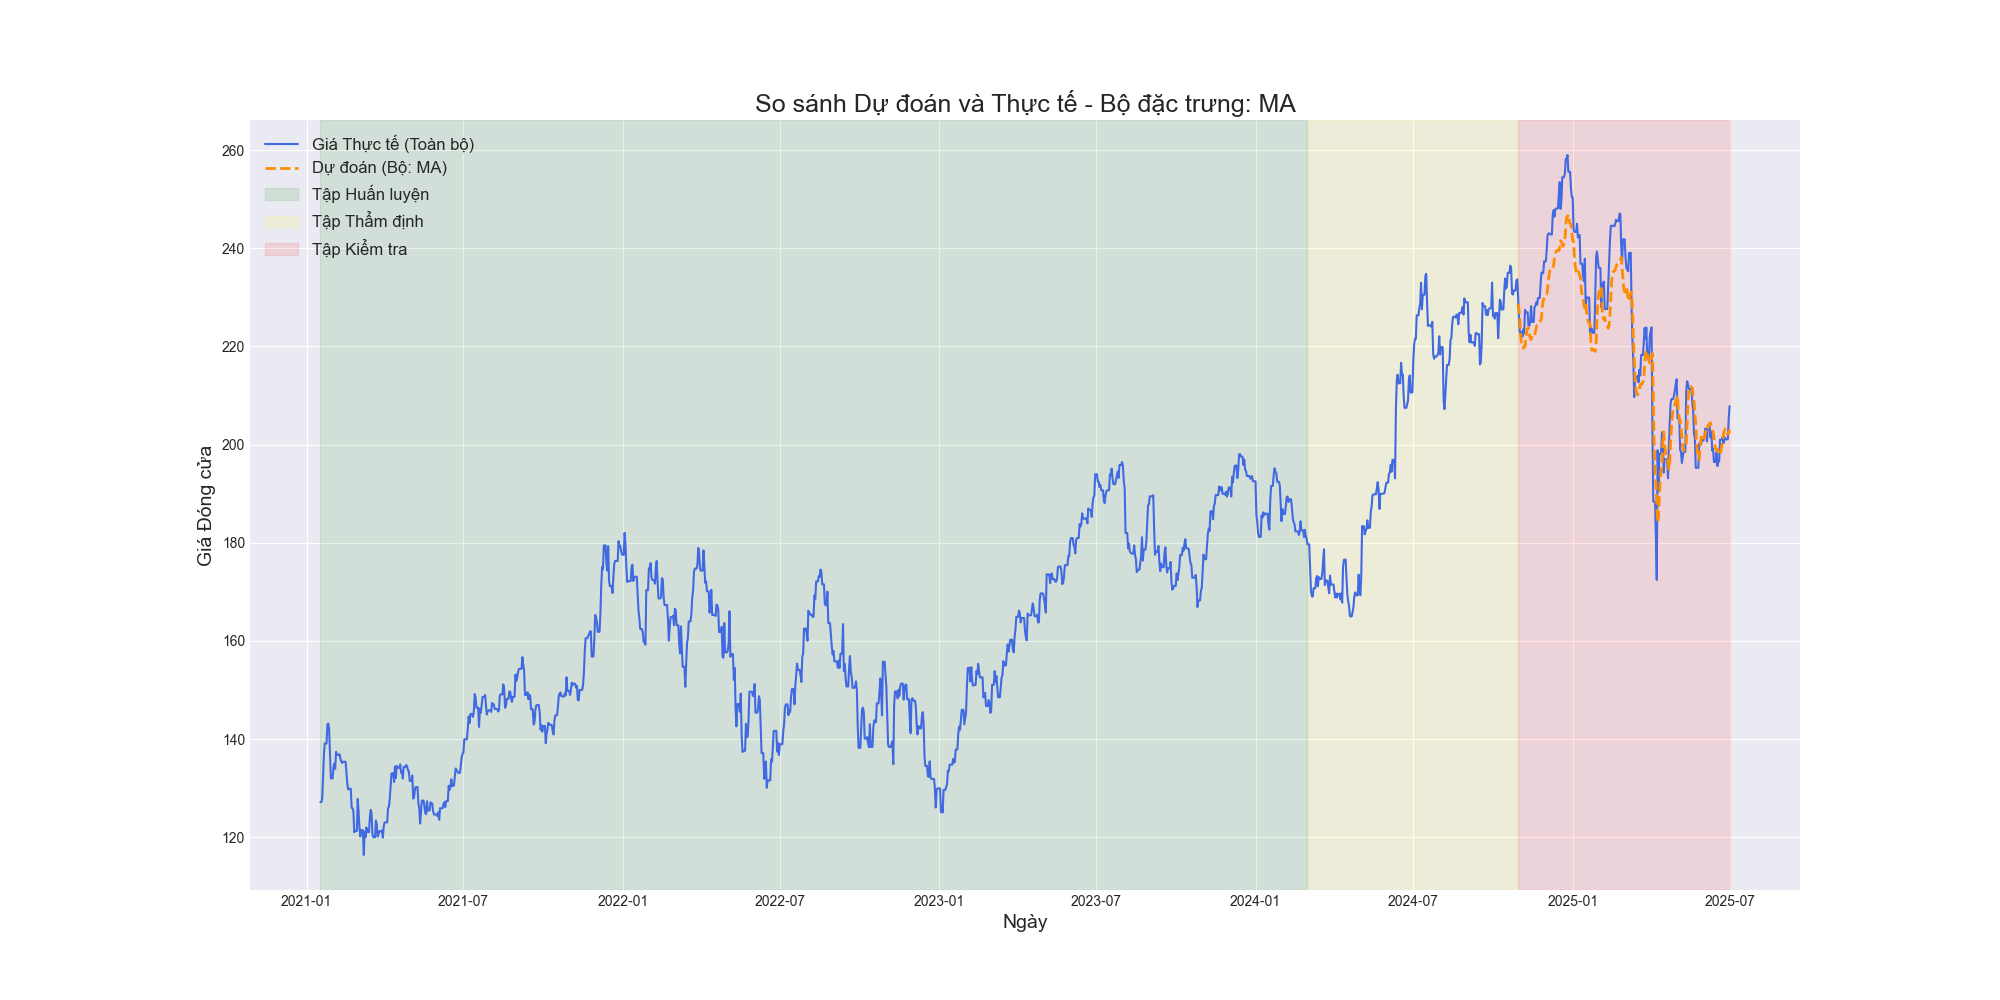 So sánh Dự đoán và Thực tế - Bộ đặc trưng: MA
Giá Thực tế (Toàn bộ)
Dự đoán (Bộ: MA)
Tập Huấn luyện
Tập Thẩm định
Tập Kiểm tra
Giá Đóng cửa
260
240
220
200
180
160
140
120
2021-01 2021-07 2022-01 2022-07 2023-01 2023-07 2024-01 2024-07 2025-01 2025-07
Ngày